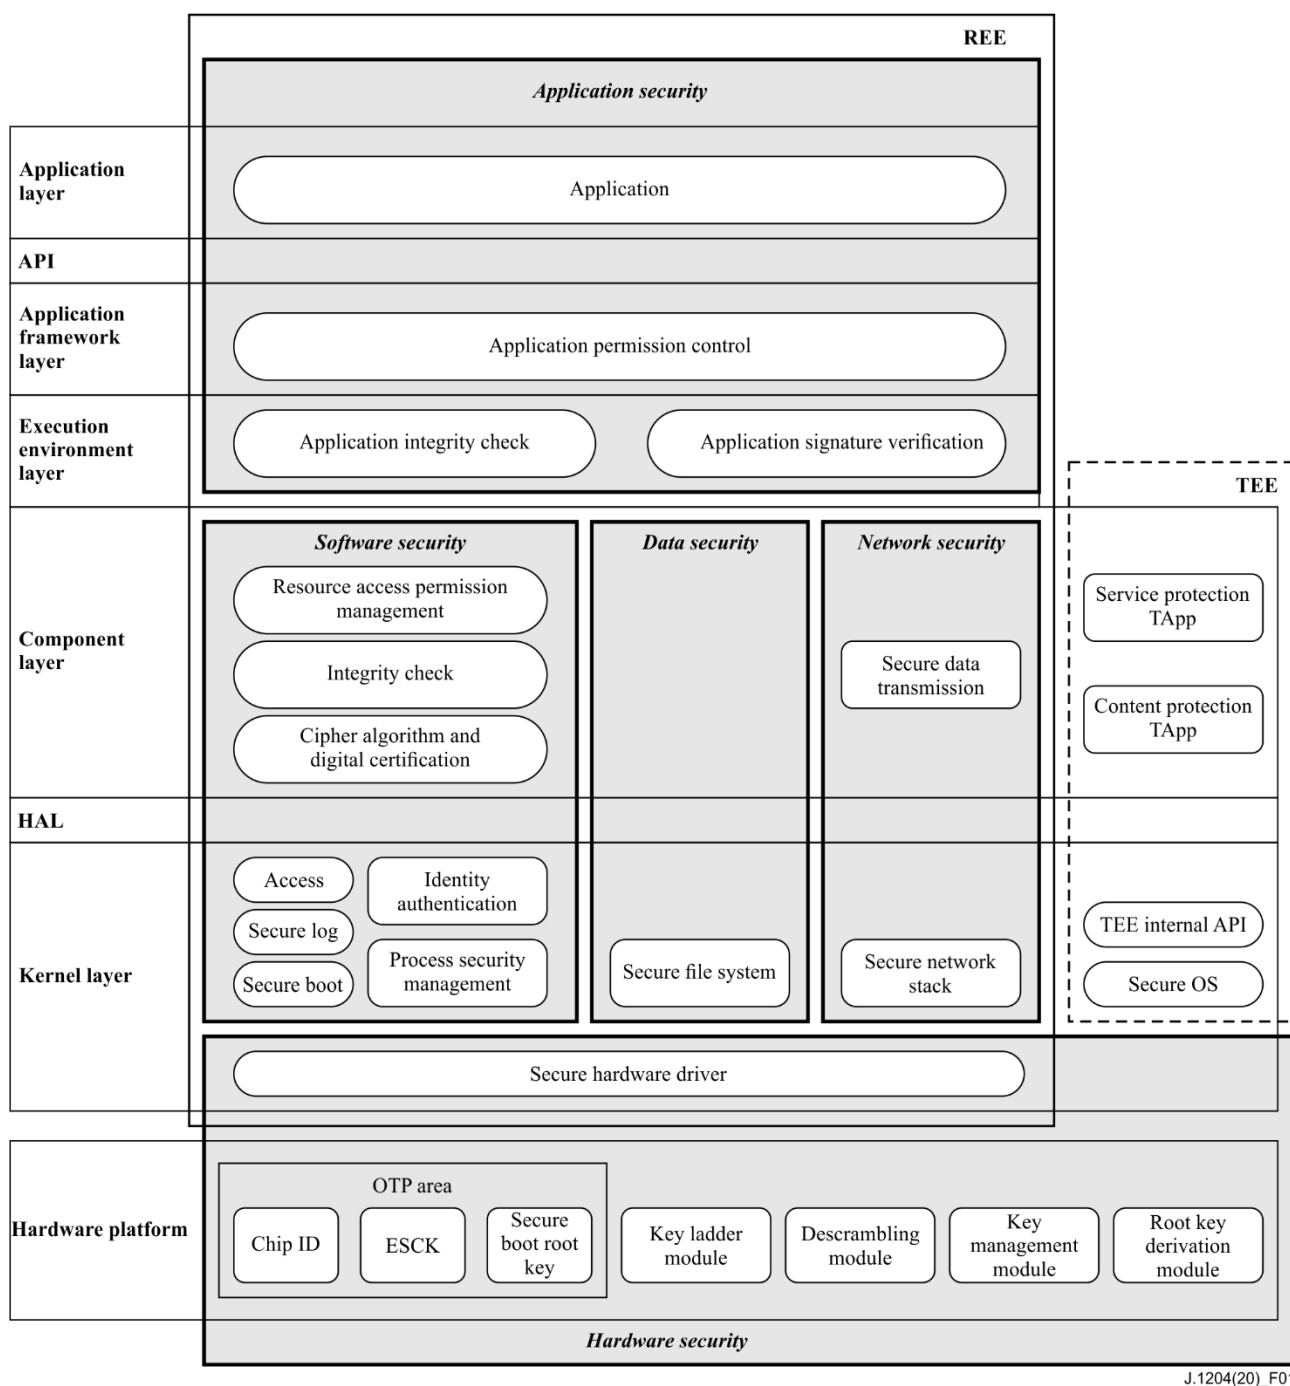 REE
Application security
Application
layer
Application
API
Application
framework
layer
Application permission control
Execution
environment
layer
Application integrity check
Application signature verification
TEE
Component
layer
Software security
Resource access permission
management
Integrity check
Cipher algorithm and
digital certification
Data security
Network security
Secure data
transmission
Service protection
TApp
Content protection
TApp
HAL
Kernel layer
Access
Secure log
Secure boot
Identity
authentication
Process security
management
Secure file system
Secure network
stack
TEE internal API
Secure OS
Secure hardware driver
Hardware platform
OTP area
Chip ID
ESCK
Secure
boot root
key
Key ladder
module
Descrambling
module
Key
management
module
Root key
derivation
module
Hardware security
J.1204(20)_F01